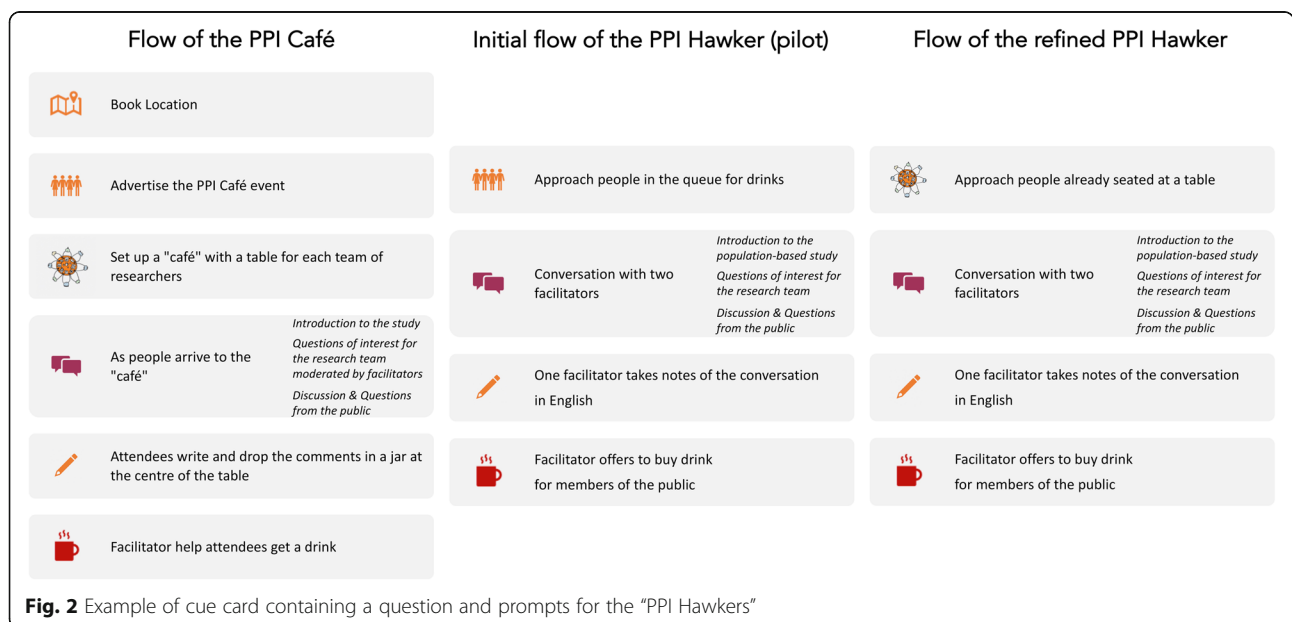 Flow of the PPI Café
Book Location
Advertise the PPI Café event
Set up a "café" with a table for each team of
researchers
As people arrive to the
"café"
Introduction to the study
Questions of interest for
the research team
moderated by facilitators
Discussion & Questions
from the public
Attendees write and drop the comments in a jar at
the centre of the table
Facilitator help attendees get a drink
Initial flow of the PPI Hawker (pilot)
Approach people in the queue for drinks
Conversation with two
facilitators
Introduction to the
population-based study
Questions of interest for
the research team
Discussion & Questions
from the public
One facilitator takes notes of the conversation
in English
Facilitator offers to buy drink
for members of the public
Flow of the refined PPI Hawker
Approach people already seated at a table
Conversation with two
facilitators
Introduction to the
population-based study
Questions of interest for
the research team
Discussion & Questions
from the public
One facilitator takes notes of the conversation
in English
Facilitator offers to buy drink
for members of the public
Fig. 2 Example of cue card containing a question and prompts for the “PPI Hawkers”